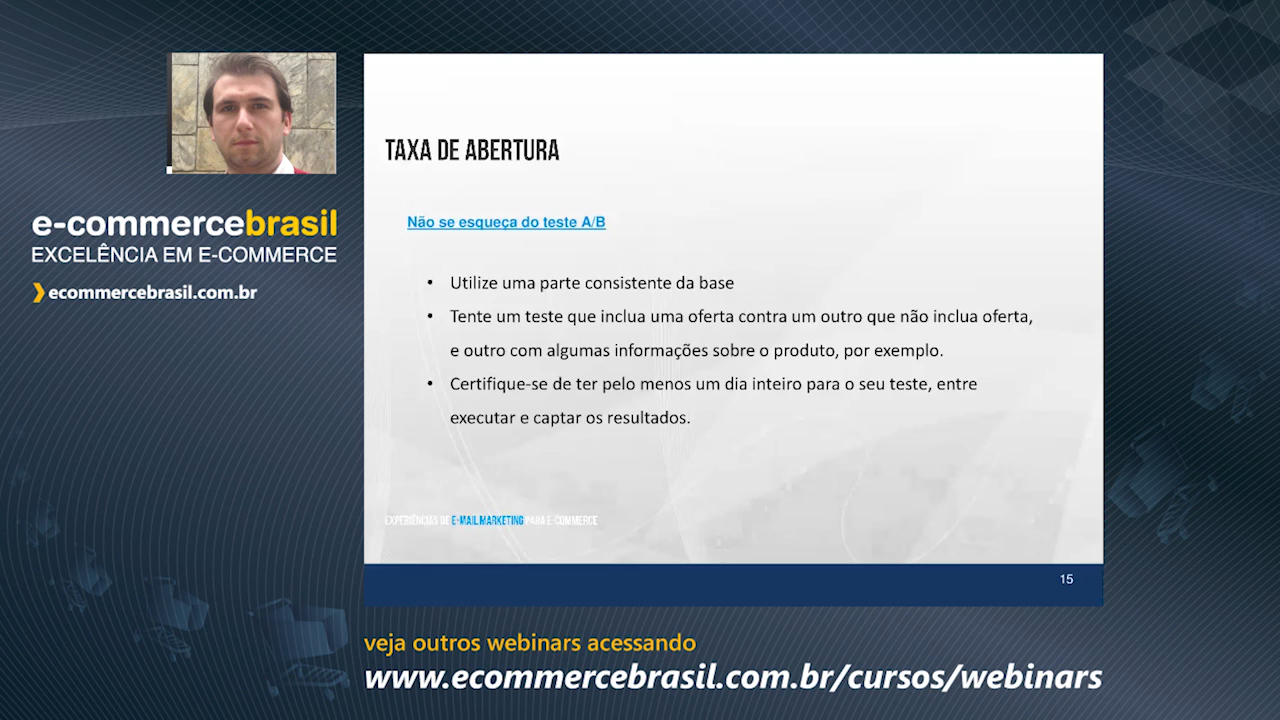 e-commercebrasil
EXCELÊNCIA EM E-COMMERCE
ecommercebrasil.com.br
TAXA DE ABERTURA
Não se esqueça do teste A/B
• Utilize uma parte consistente da base
• Tente um teste que inclua uma oferta contra um outro que não inclua oferta,
e outro com algumas informações sobre o produto, por exemplo.
• Certifique-se de ter pelo menos um dia inteiro para o seu teste, entre
executar e captar os resultados.
EXPERIÊNCIAS DE E-MAIL MARKETING PARA E-COMMERCE
15
veja outros webinars acessando
www.ecommercebrasil.com.br/cursos/webinars